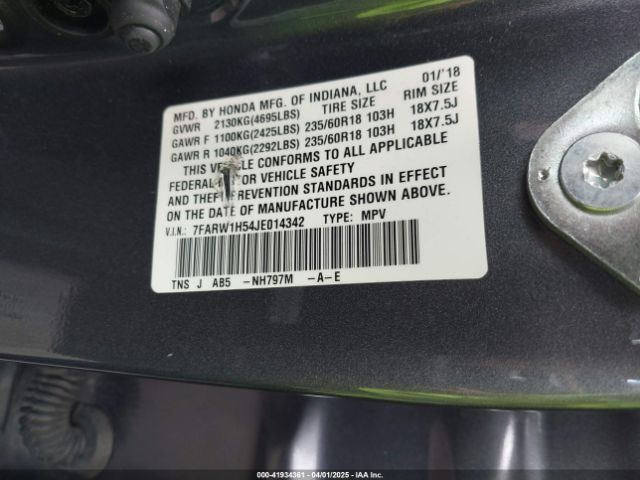 MFD. BY HONDA MFG. OF INDIANA, LLC 01/'18
GVWR 2130KG(4695LBS) TIRE SIZE RIM SIZE
GAWR F 1100KG(2425LBS) 235/60R18 103H 18X7.5J
GAWR R 1040KG(2292LBS) 235/60R18 103H 18X7.5J
THIS VEHICLE CONFORMS TO ALL APPLICABLE
FEDERAL MOTOR VEHICLE SAFETY
AND THEFT PREVENTION STANDARDS IN EFFECT
ON THE DATE OF MANUFACTURE SHOWN ABOVE.
V.I.N.: 7FARW1H54JE014342 TYPE: MPV
TNS J AB5 -NH797M -A-E
000-41934361 - 04/01/2025 - IAA Inc.